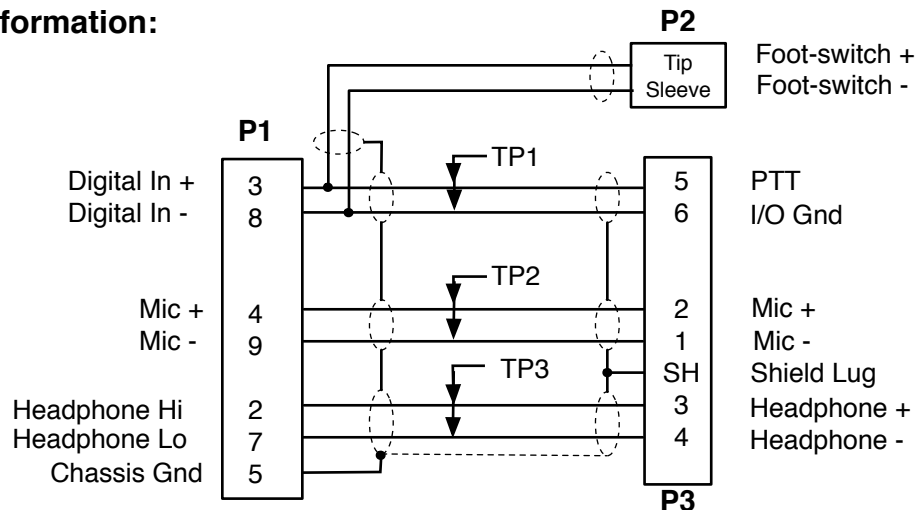 formation:
P2
Tip
Sleeve
Foot-switch +
Foot-switch -
P1
TP1
Digital In +
3
5
PTT
Digital In -
8
6
I/O Gnd
TP2
Mic +
4
2
Mic +
Mic -
9
1
Mic -
TP3
SH
Shield Lug
Headphone Hi
2
3
Headphone +
Headphone Lo
7
4
Headphone -
Chassis Gnd
5
P3